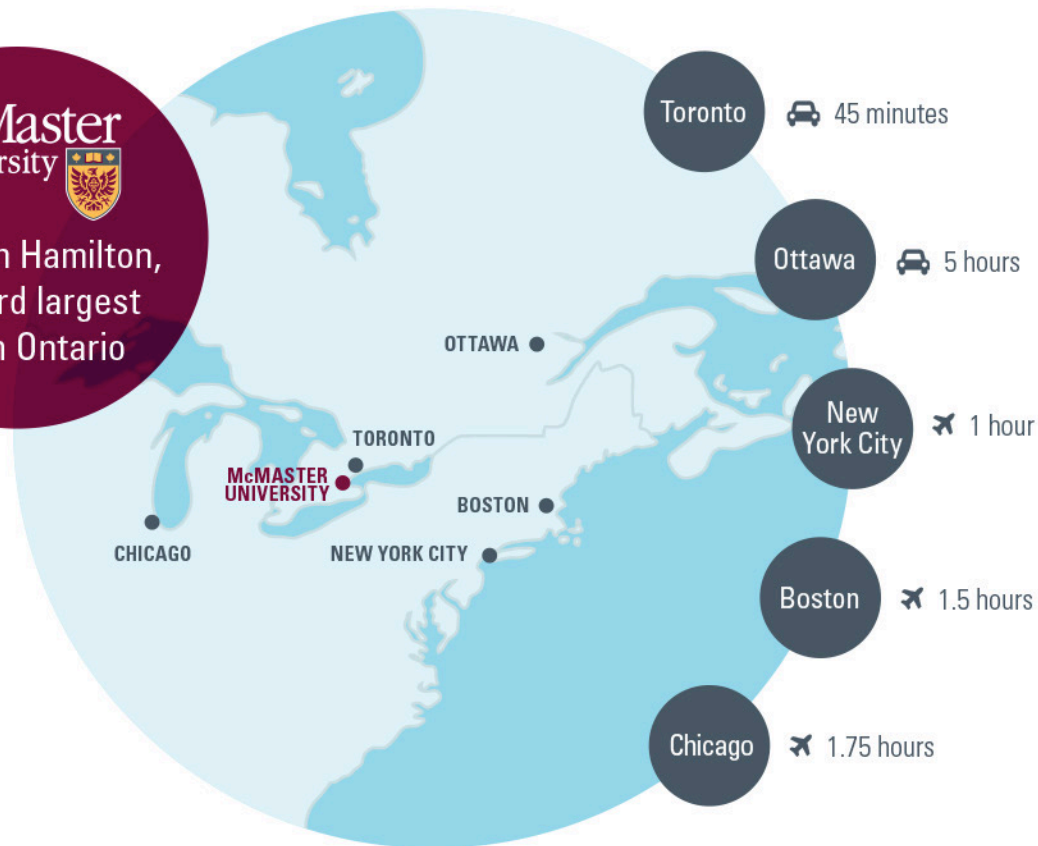 Master
rsity
n Hamilton,
rd largest
n Ontario
Toronto
45 minutes
Ottawa
5 hours
New
York City
1 hour
Boston
1.5 hours
Chicago
1.75 hours
OTTAWA
TORONTO
McMASTER
UNIVERSITY
BOSTON
NEW YORK CITY
CHICAGO